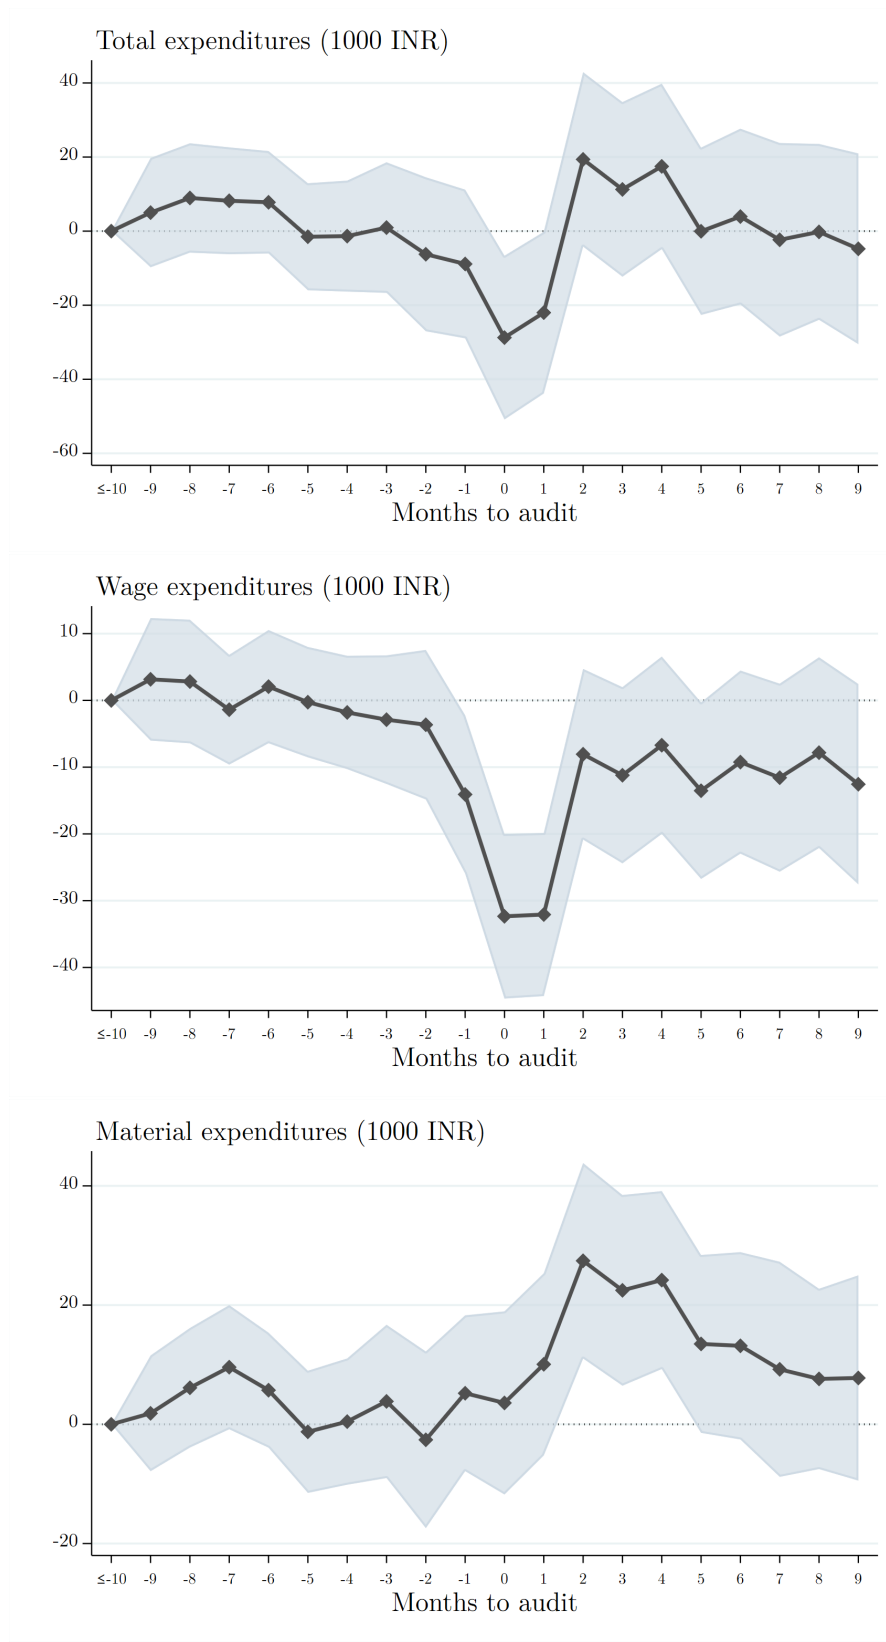 Total expenditures (1000 INR)
40
20
0
-20
-40
-60
≤-10 -9 -8 -7 -6 -5 -4 -3 -2 -1 0 1 2 3 4 5 6 7 8 9
Months to audit
Wage expenditures (1000 INR)
10
0
-10
-20
-30
-40
≤-10 -9 -8 -7 -6 -5 -4 -3 -2 -1 0 1 2 3 4 5 6 7 8 9
Months to audit
Material expenditures (1000 INR)
40
20
0
-20
≤-10 -9 -8 -7 -6 -5 -4 -3 -2 -1 0 1 2 3 4 5 6 7 8 9
Months to audit